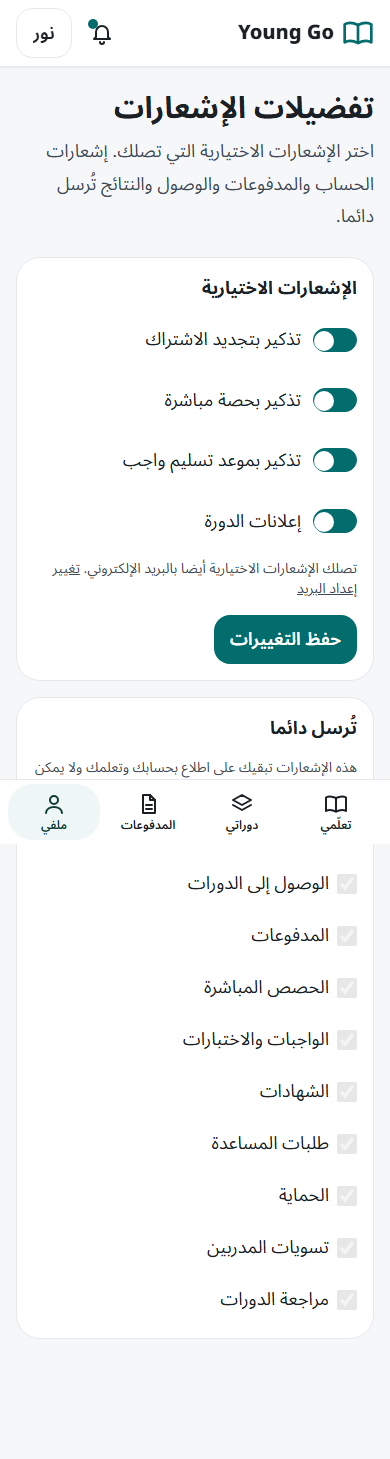 Young Go
نور
تفضيلات الإشعارات
اختر الإشعارات الاختيارية التي تصلك. إشعارات
الحساب والمدفوعات والوصول والنتائج تُرسل
دائما.
الإشعارات الاختيارية
تذكير بتجديد الاشتراك
تذكير بحصة مباشرة
تذكير بموعد تسليم واجب
إعلانات الدورة
تصلك الإشعارات الاختيارية أيضا بالبريد الإلكتروني. تغيير
إعداد البريد
حفظ التغييرات
تُرسل دائما
هذه الإشعارات تبقيك على اطلاع بحسابك وتعلمك ولا يمكن
تعلّمي
دوراتي
المدفوعات
ملفي
الوصول إلى الدورات
المدفوعات
الحصص المباشرة
الواجبات والاختبارات
الشهادات
طلبات المساعدة
الحماية
تسويات المدربين
مراجعة الدورات